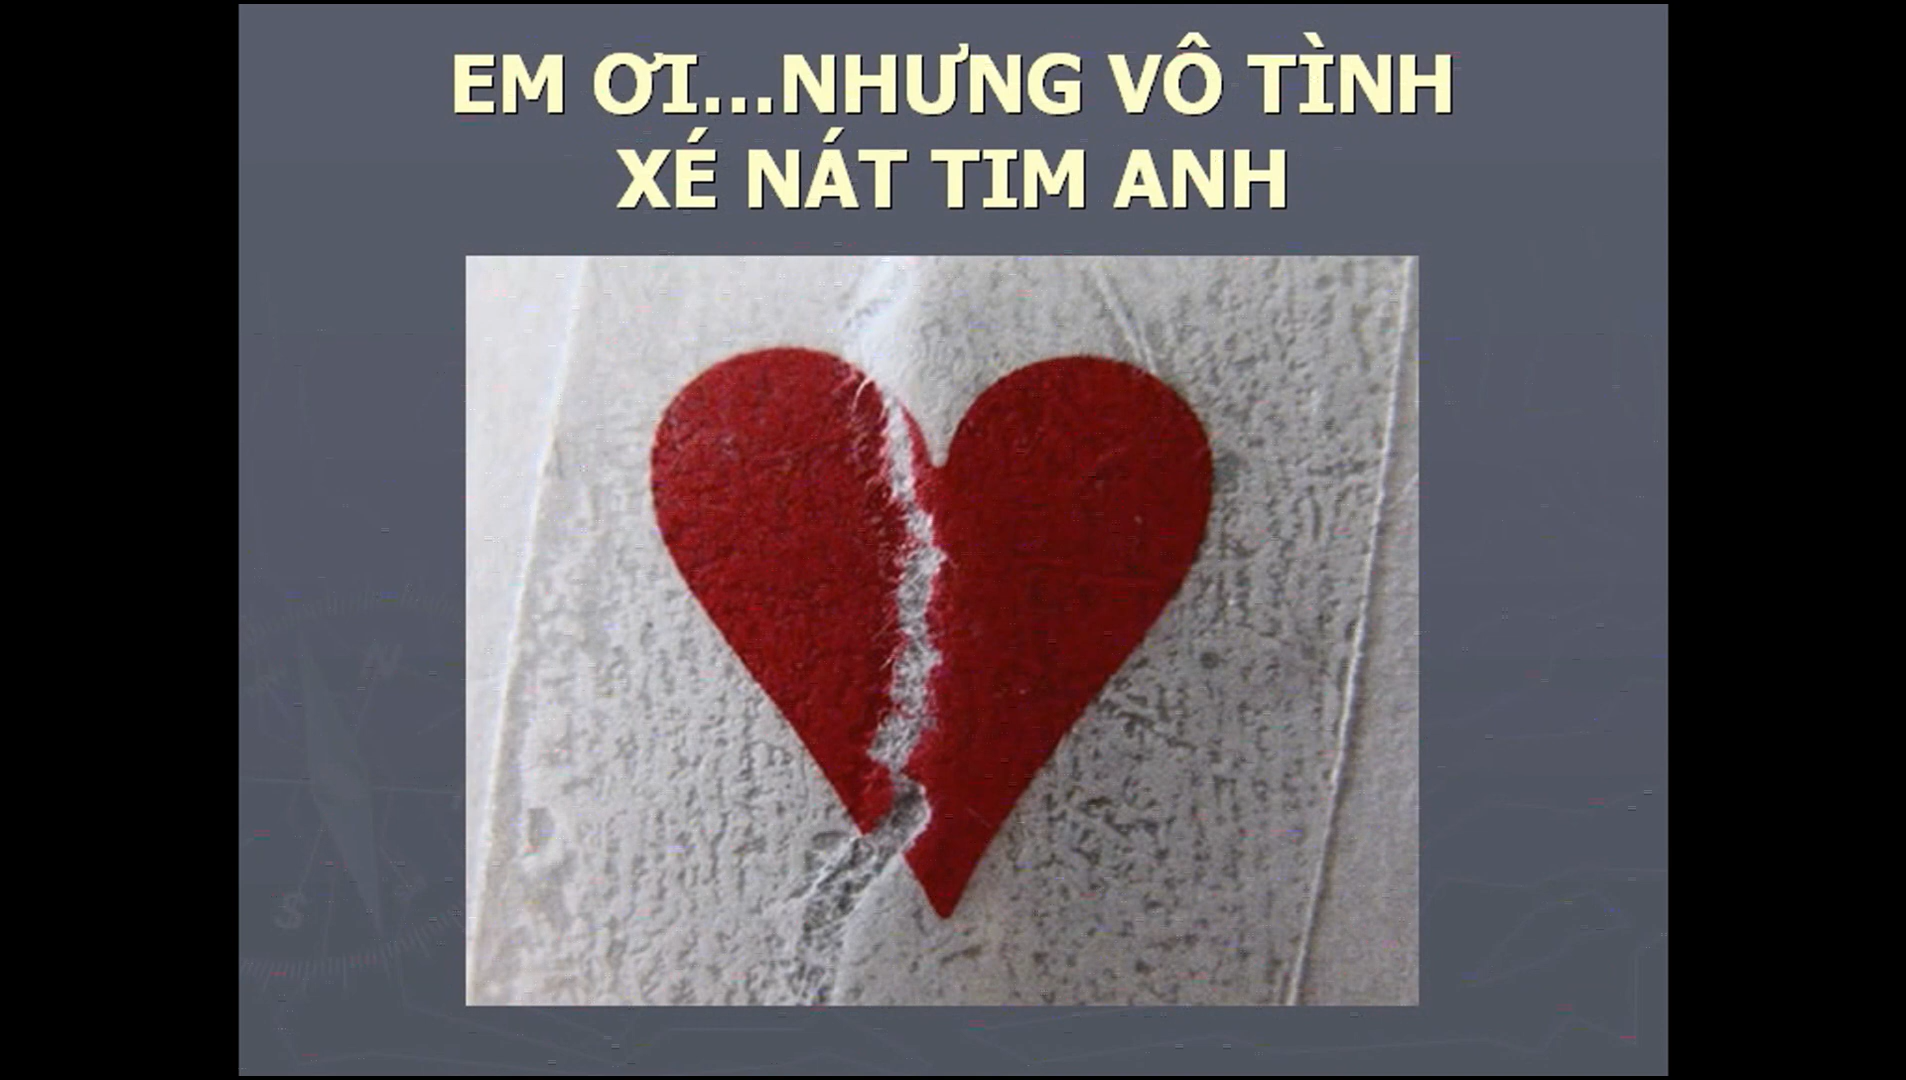 EM ƠI...NHƯNG VÔ TÌNH
XÉ NÁT TIM ANH